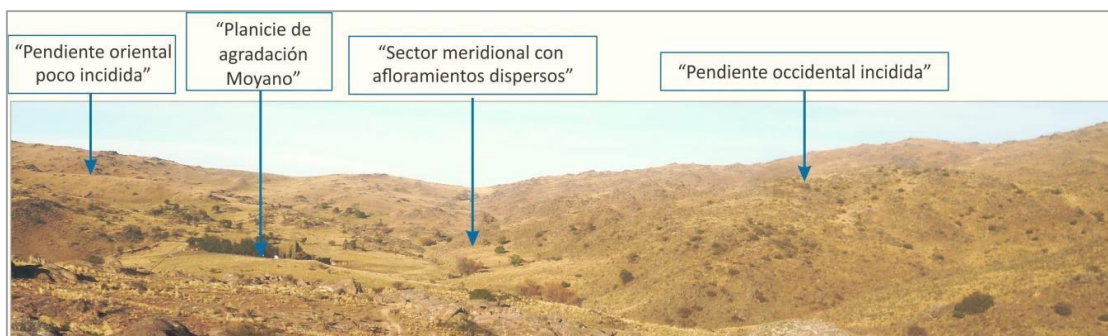 “Pendiente oriental
poco incidida”
“Planicie de
agradación
Moyano”
“Sector meridional con
afloramientos dispersos”
“Pendiente occidental incidida”